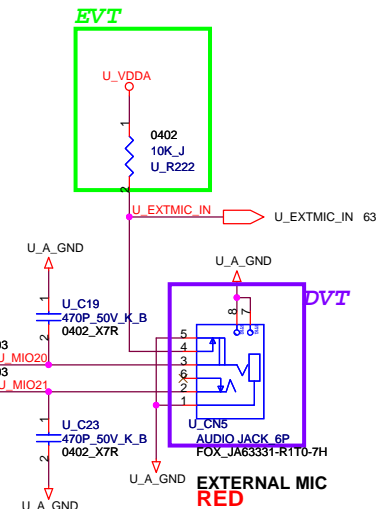 EVT
U_VDDA
1
0402
10K_J
U_R222
2
U_EXTMIC_IN
U_EXTMIC_IN 63
U_A_GND
U_A_GND
DVT
1
U_C19
470P_50V_K_B
0402_X7R
2
8
7
5
4
3
6
2
1
03
U_MIO20
03
U_MIO21
1
U_C23
470P_50V_K_B
0402_X7R
2
U_CN5
AUDIO JACK_6P
FOX_JA63331-R1T0-7H
U_A_GND
EXTERNAL MIC
RED
U_A_GND